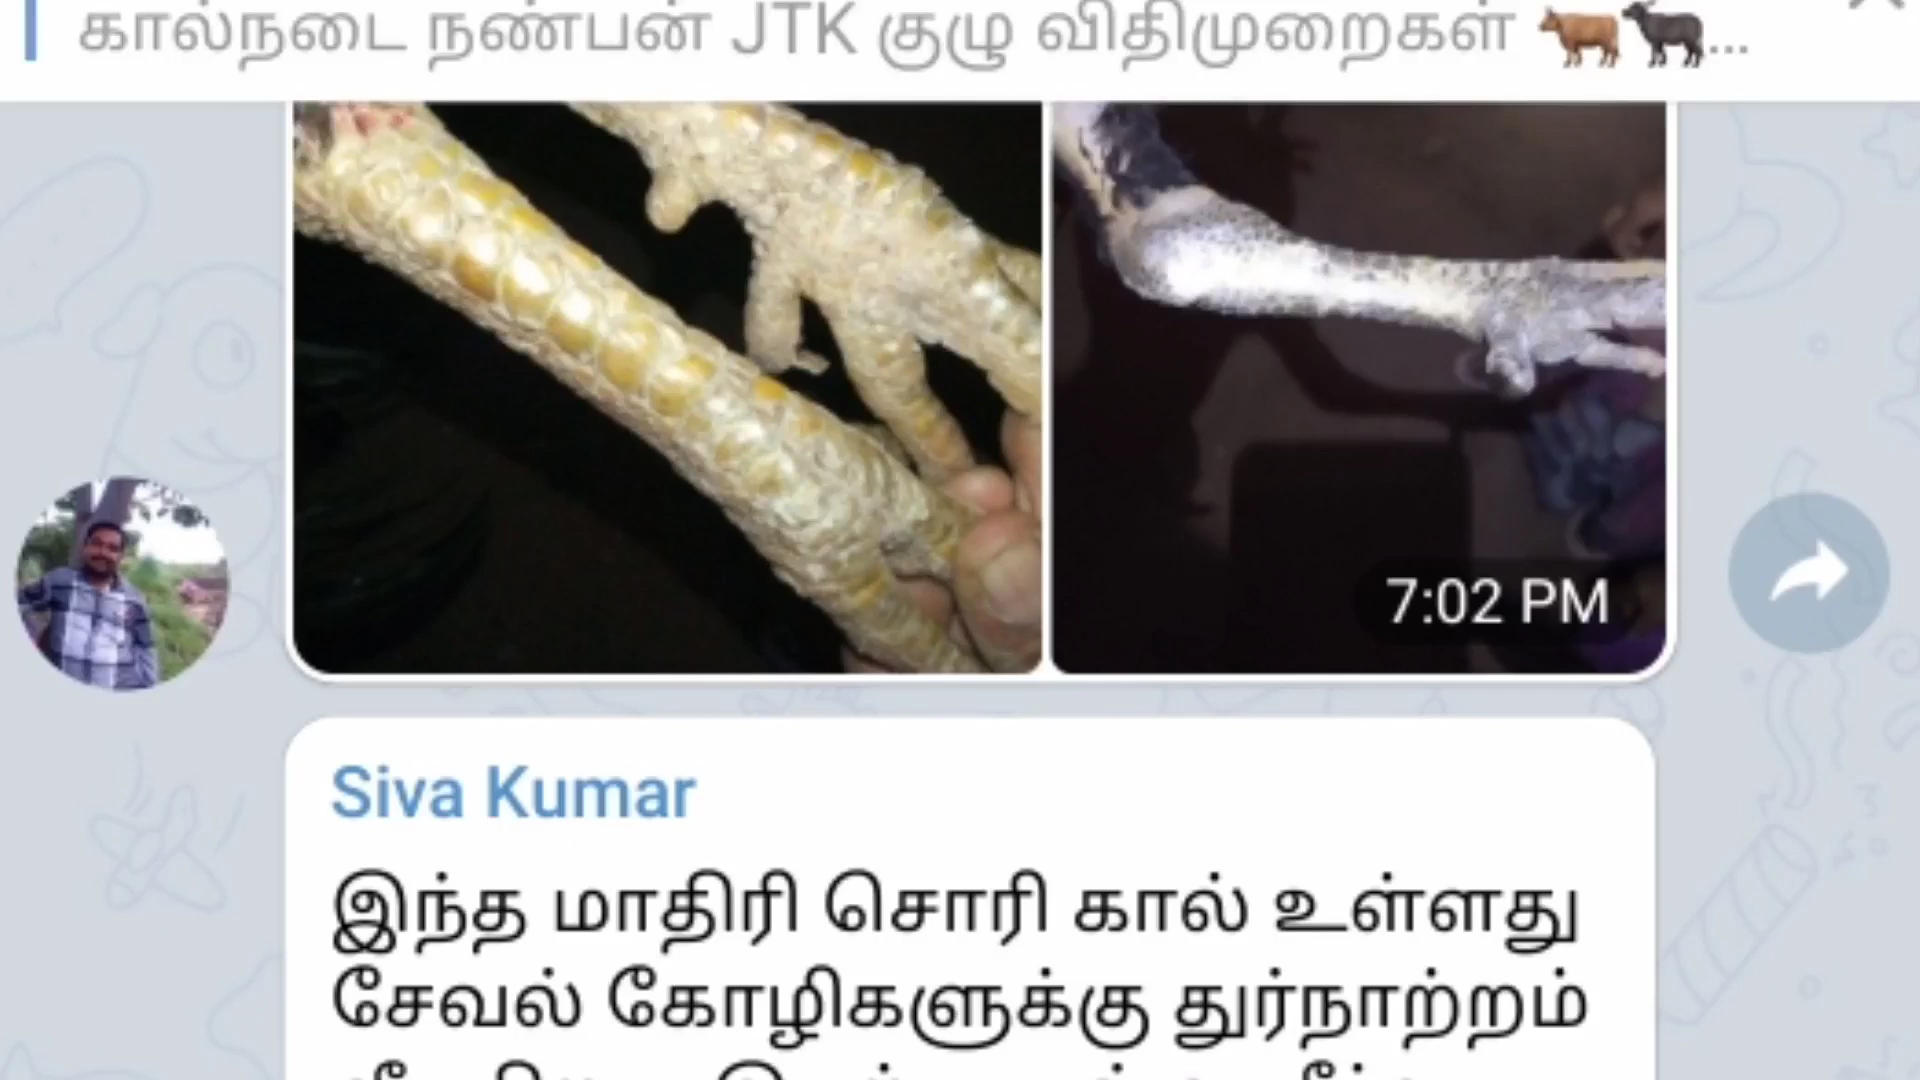 கால்நடை நண்பன் JTK குழு விதிமுறைகள் 🐂🐃...
7:02 PM
Siva Kumar
இந்த மாதிரி சொரி கால் உள்ளது
சேவல் கோழிகளுக்கு துர்நாற்றம்